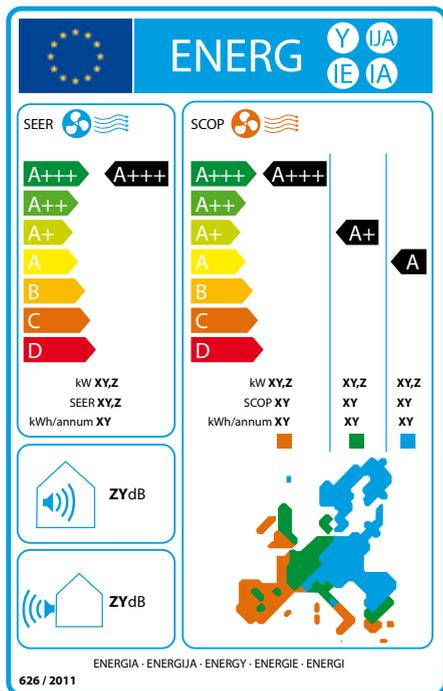 ENERG Y IJA
IE IA
SEER
A+++ A+++
A++
A+
A
B
C
D
kW XY,Z
SEER XY,Z
kWh/annum XY
SCOP
A+++ A+++
A++
A+ A+
A A
B
C
D
kW XY,Z XY,Z XY,Z
SCOP XY XY XY
kWh/annum XY XY XY
ZYdB
ZYdB
ENERGIA · ENERGIJA · ENERGY · ENERGIE · ENERGI
626 / 2011